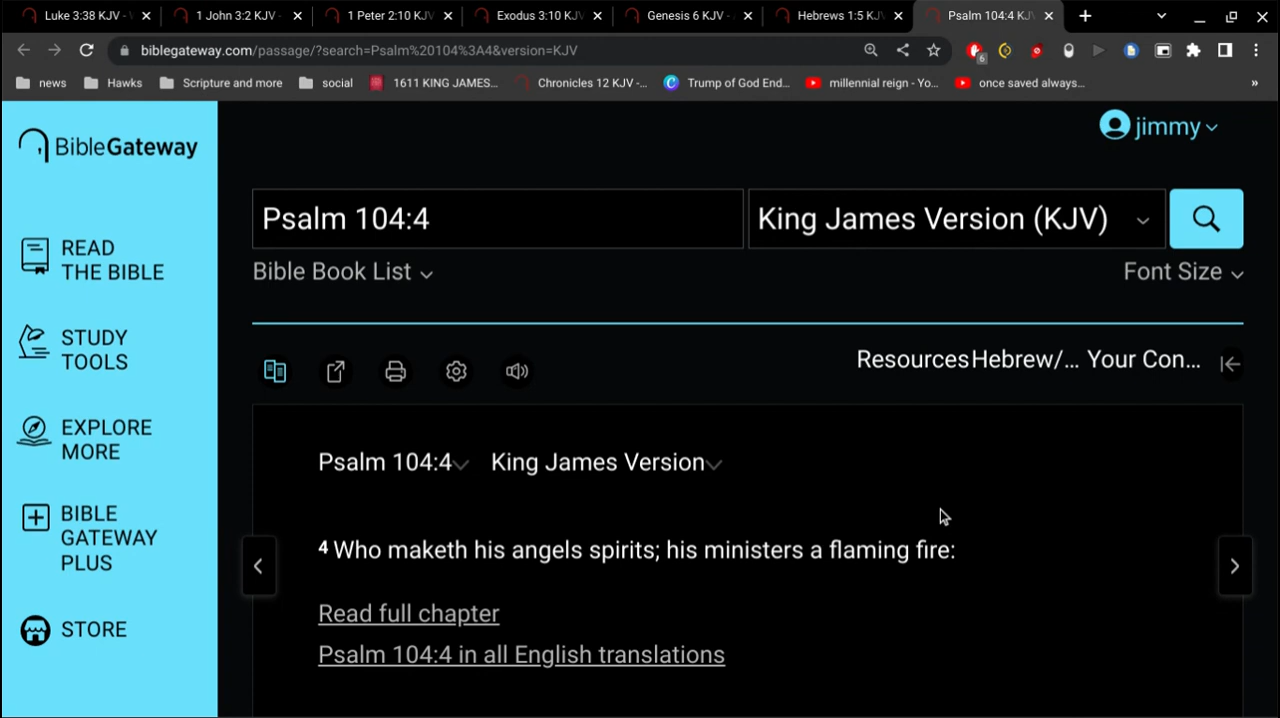 Luke 3:38 KJV - 1 John 3:2 KJV - 1 Peter 2:10 KJV Exodus 3:10 KJV Genesis 6 KJV - Hebrews 1:5 KJV Psalm 104:4 KJ
biblegateway.com/passage/?search=Psalm%20104%3A4&version=KJV 6
news Hawks Scripture and more social 1611 KING JAMES... Chronicles 12 KJV -... Trump of God End... millennial reign - Yo... once saved always... »
BibleGateway
jimmy
Psalm 104:4 King James Version (KJV)
Bible Book List Font Size
READ
THE BIBLE
STUDY
TOOLS
EXPLORE
MORE
BIBLE
GATEWAY
PLUS
STORE
Resources Hebrew/... Your Con...
Psalm 104:4 King James Version
4 Who maketh his angels spirits; his ministers a flaming fire:
Read full chapter
Psalm 104:4 in all English translations